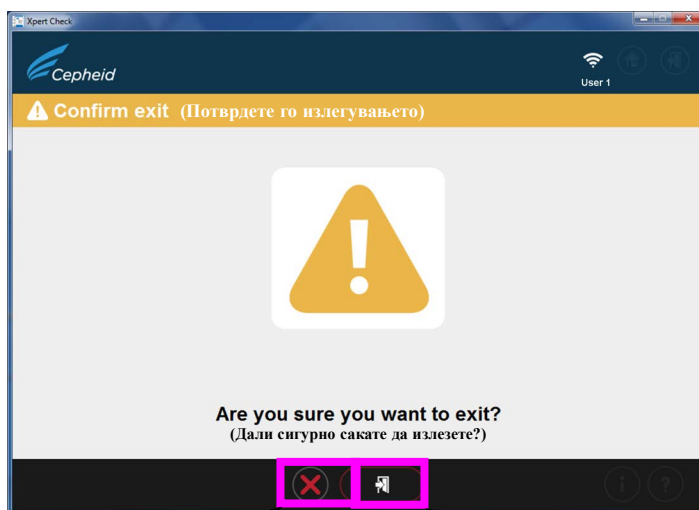 Xpert Check
Cepheid
User 1
Confirm exit (Потврдете го излегувањето)
Are you sure you want to exit?
(Дали сигурно сакате да излезете?)